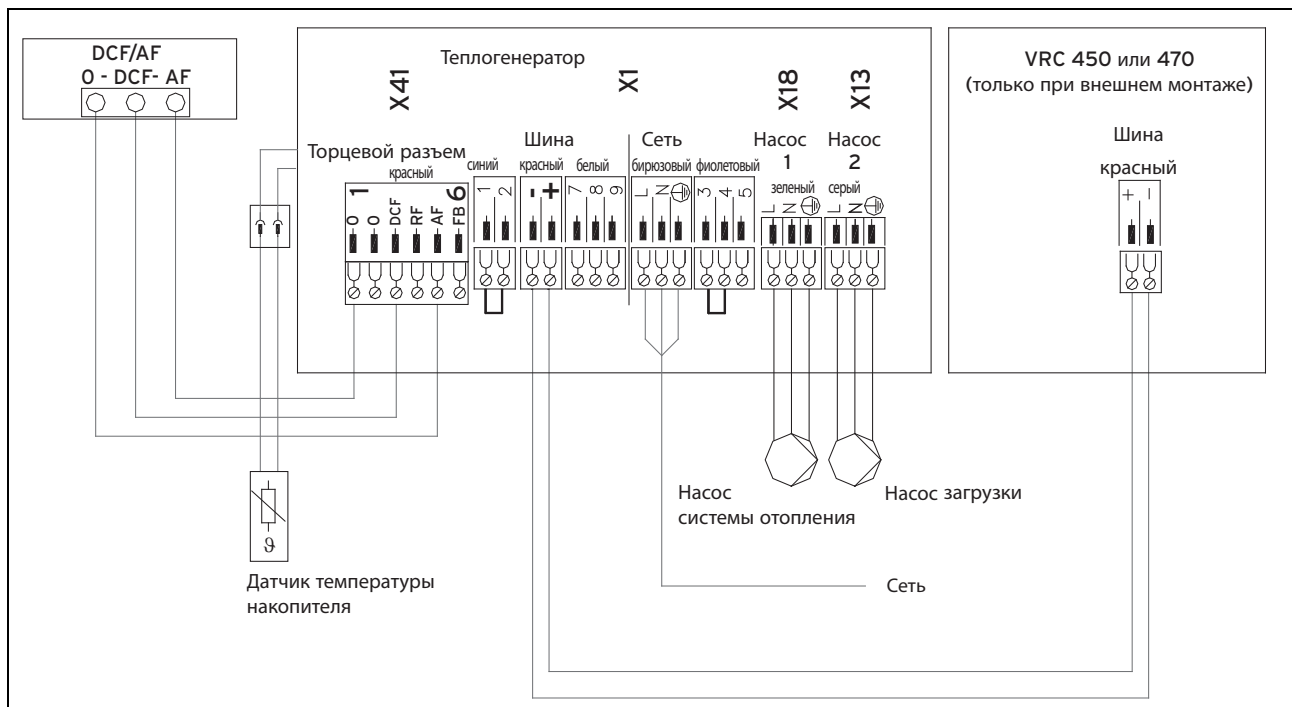 DCF/AF
0 - DCF- AF
Теплогенератор
X41
X1
X18
X13
VRC 450 или 470
(только при внешнем монтаже)
Торцевой разъем
красный
синий
Шина
красный
белый
Сеть
бирюзовый
фиолетовый
Насос
1
зеленый
Насос
2
серый
Шина
красный
1
6
0
0
DCF
RF
AF
FB
1
2
-
+
7
8
9
L
N
3
4
5
L
N
L
N
+
-
Насос
системы отопления
Насос загрузки
ϑ
Датчик температуры
накопителя
Сеть